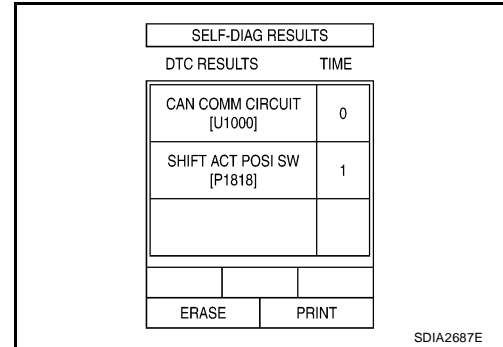 SELF-DIAG RESULTS
DTC RESULTS TIME
CAN COMM CIRCUIT
[U1000]
0
SHIFT ACT POSI SW
[P1818]
1
ERASE PRINT
SDIA2687E